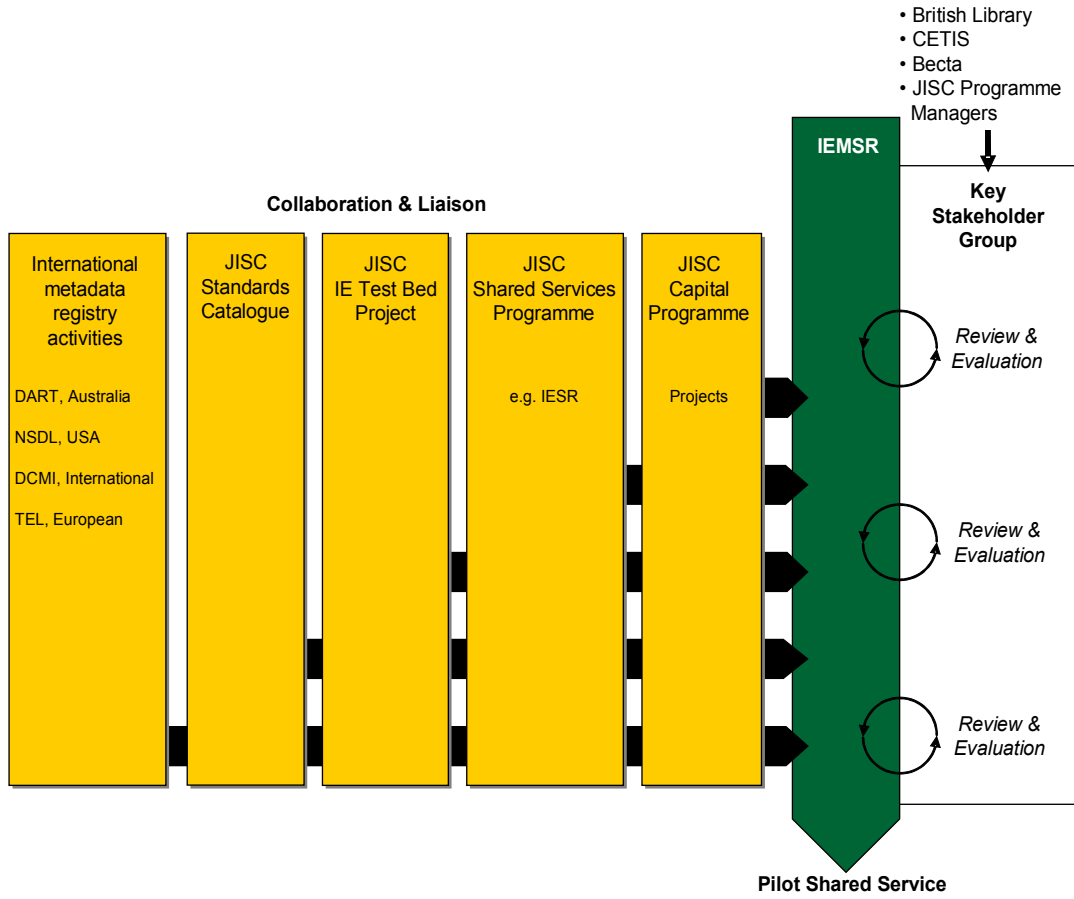 • British Library
• CETIS
• Becta
• JISC Programme
Managers
IEMSR
Key
Stakeholder
Group
Collaboration & Liaison
International
metadata
registry
activities
DART, Australia
NSDL, USA
DCMI, International
TEL, European
JISC
Standards
Catalogue
JISC
IE Test Bed
Project
JISC
Shared Services
Programme
e.g. IESR
JISC
Capital
Programme
Projects
Review &
Evaluation
Review &
Evaluation
Review &
Evaluation
Pilot Shared Service